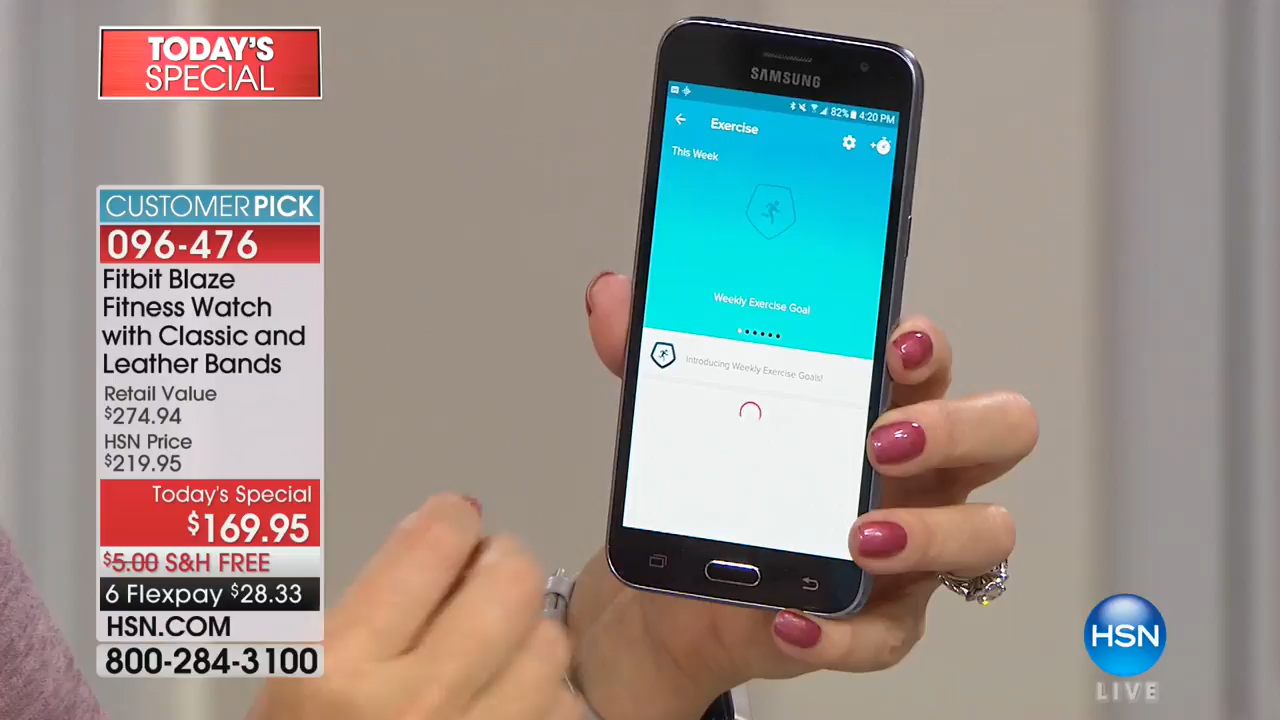 TODAY'S
SPECIAL
CUSTOMER PICK
096-476
Fitbit Blaze
Fitness Watch
with Classic and
Leather Bands
Retail Value
$274.94
HSN Price
$219.95
Today's Special
$169.95
$5.00 S&H FREE
6 Flexpay $28.33
HSN.COM
800-284-3100
SAMSUNG
82% 4:20 PM
Exercise
This Week
Weekly Exercise Goal
Introducing Weekly Exercise Goals!
HSN
LIVE